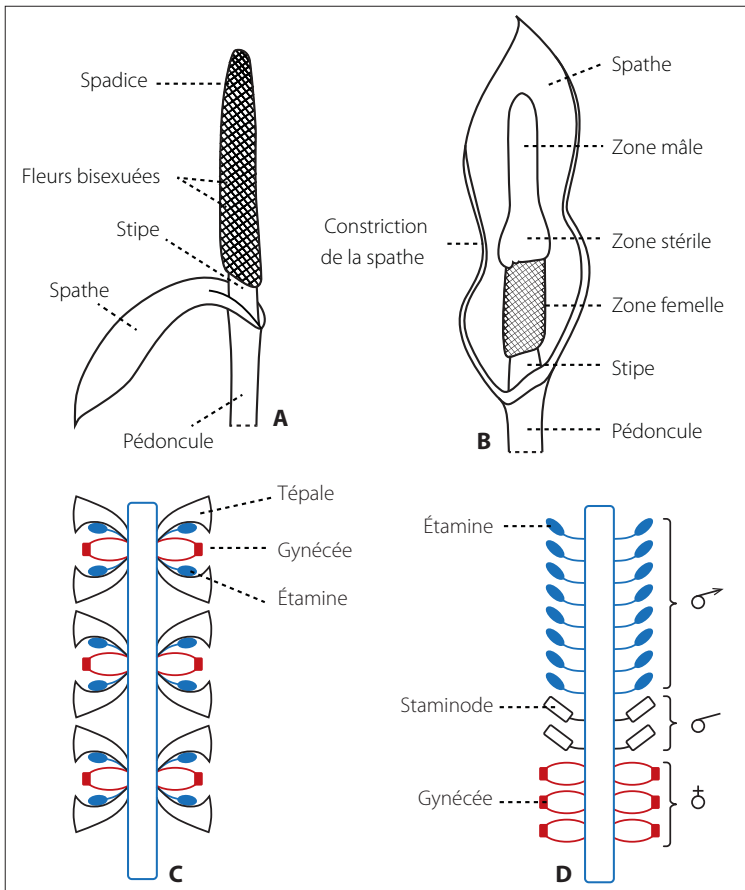 Spadice
Fleurs bisexuées
Stipe
Spathe
Pédoncule
A
Spathe
Zone mâle
Constriction
de la spathe
Zone stérile
Zone femelle
Stipe
Pédoncule
B
Tépale
Gynécée
Étamine
C
Étamine
Staminode
Gynécée
D